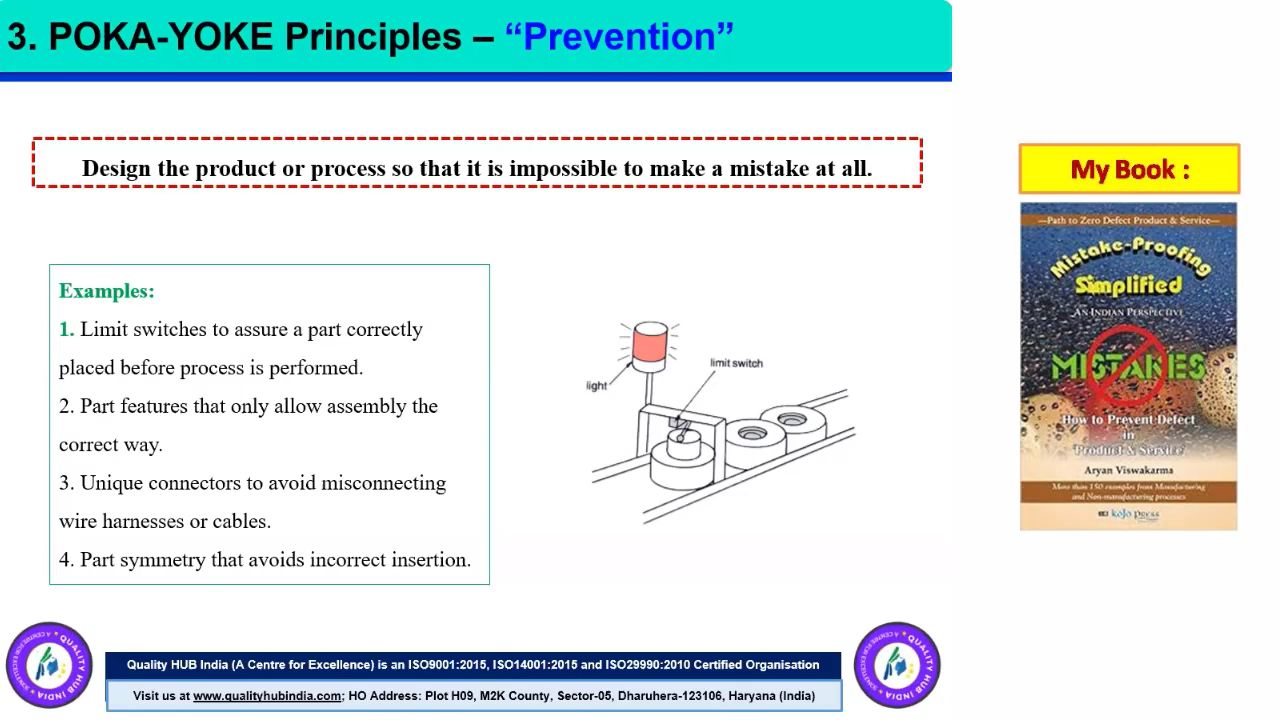 3. POKA-YOKE Principles – “Prevention”
Design the product or process so that it is impossible to make a mistake at all.
Examples:
1. Limit switches to assure a part correctly
placed before process is performed.
2. Part features that only allow assembly the
correct way.
3. Unique connectors to avoid misconnecting
wire harnesses or cables.
4. Part symmetry that avoids incorrect insertion.
light
limit switch
My Book :
—Path to Zero Defect Product & Service—
Mistake-Proofing
Simplified
AN INDIAN PERSPECTIVE
MISTAKES
How to Prevent Defect
in
Product & Service
Aryan Viswakarma
More than 150 examples from Manufacturing
and Non-manufacturing processes
kojo press
QUALITY HUB INDIA
Quality HUB India (A Centre for Excellence) is an ISO9001:2015, ISO14001:2015 and ISO29990:2010 Certified Organisation
Visit us at www.qualityhubindia.com; HO Address: Plot H09, M2K County, Sector-05, Dharuhera-123106, Haryana (India)
QUALITY HUB INDIA